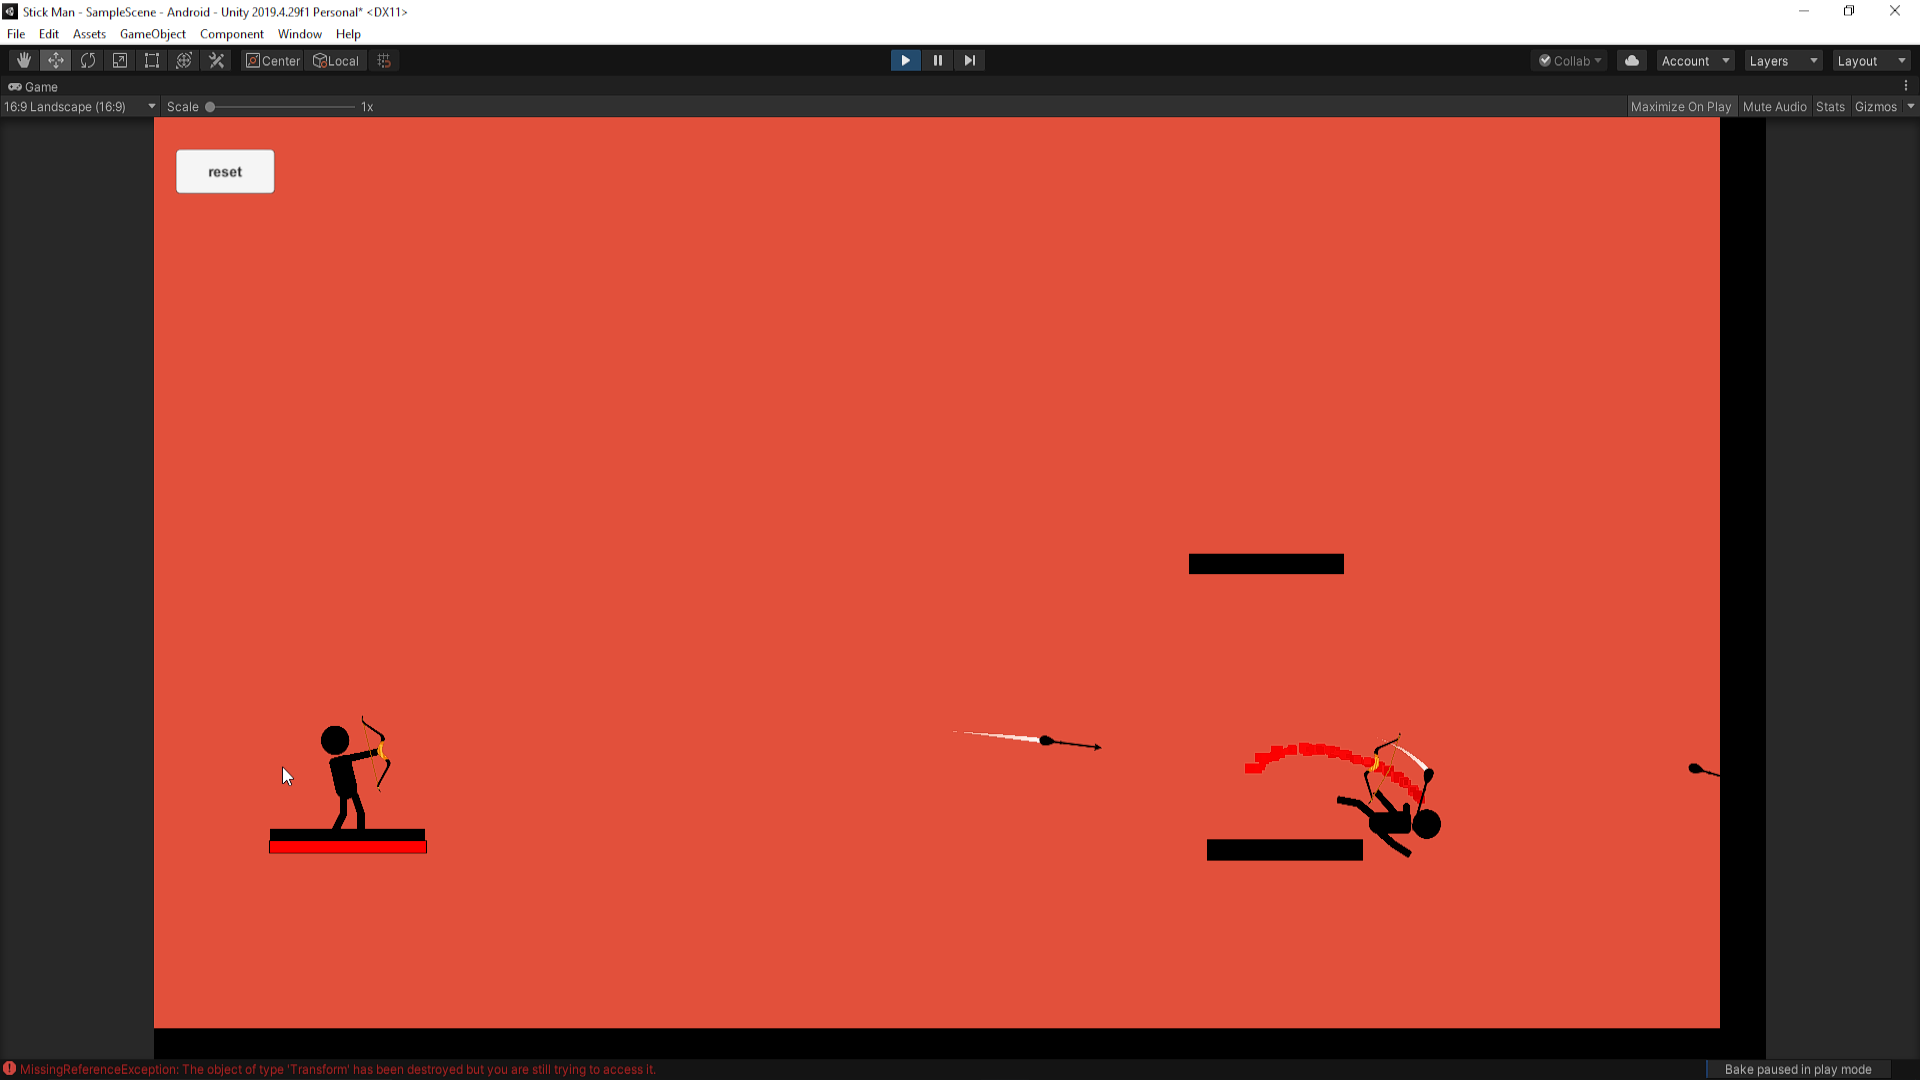 Stick Man - SampleScene - Android - Unity 2019.4.29f1 Personal* <DX11>
File Edit Assets GameObject Component Window Help
Center Local Collab Account Layers Layout
Game
16:9 Landscape (16:9) Scale 1x Maximize On Play Mute Audio Stats Gizmos
reset
MissingReferenceException: The object of type 'Transform' has been destroyed but you are still trying to access it.
Bake paused in play mode